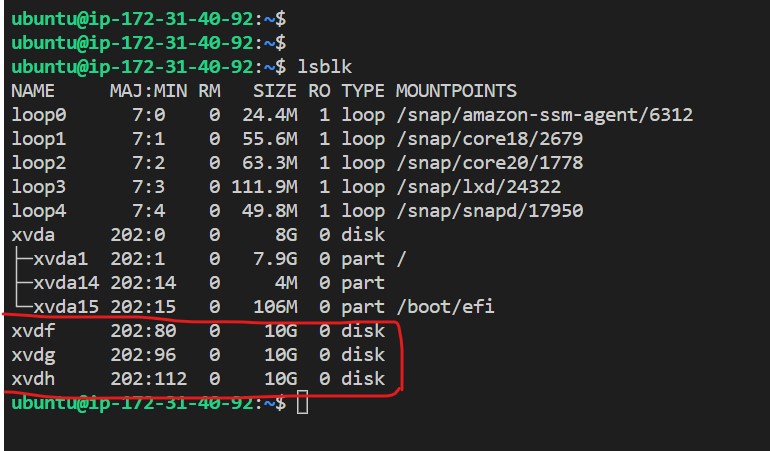 ubuntu@ip-172-31-40-92:~$
ubuntu@ip-172-31-40-92:~$
ubuntu@ip-172-31-40-92:~$ lsblk
NAME     MAJ:MIN RM   SIZE RO TYPE MOUNTPOINTS
loop0      7:0    0  24.4M  1 loop /snap/amazon-ssm-agent/6312
loop1      7:1    0  55.6M  1 loop /snap/core18/2679
loop2      7:2    0  63.3M  1 loop /snap/core20/1778
loop3      7:3    0 111.9M  1 loop /snap/lxd/24322
loop4      7:4    0  49.8M  1 loop /snap/snapd/17950
xvda     202:0    0     8G  0 disk
├─xvda1  202:1    0   7.9G  0 part /
├─xvda14 202:14   0     4M  0 part
└─xvda15 202:15   0   106M  0 part /boot/efi
xvdf     202:80   0    10G  0 disk
xvdg     202:96   0    10G  0 disk
xvdh     202:112  0    10G  0 disk
ubuntu@ip-172-31-40-92:~$